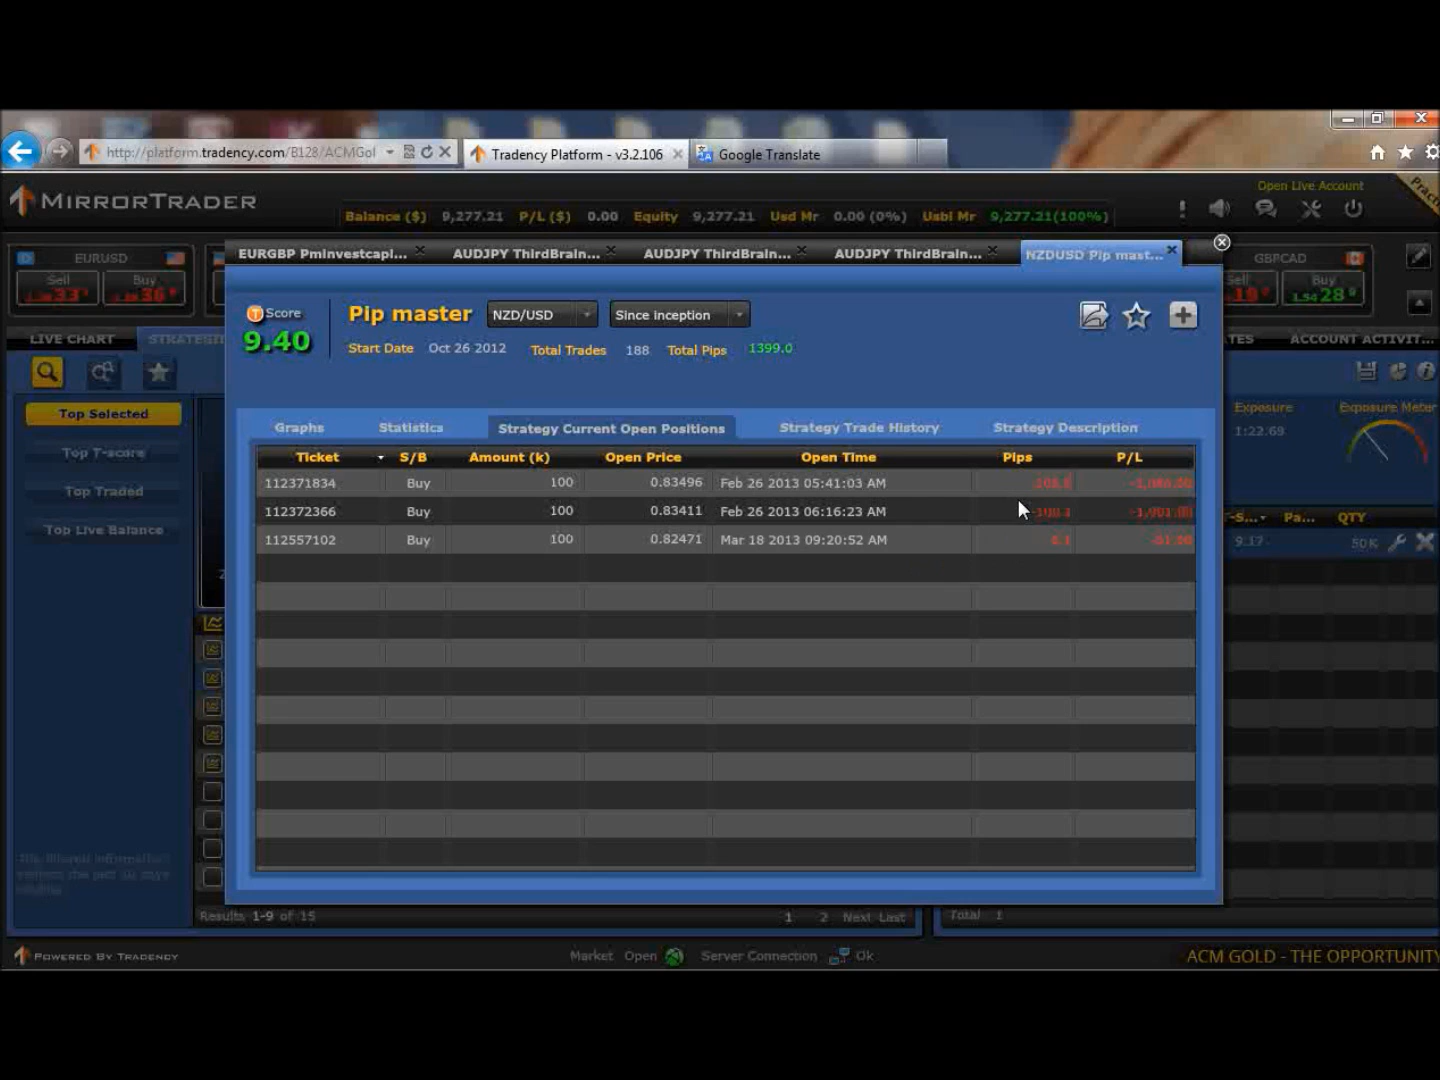 http://platform.tradency.com/B128/ACMGol
Tradency Platform - v3.2.106
Google Translate
MIRRORTRADER
Open Live Account
Balance ($) 9,277.21 P/L ($) 0.00 Equity 9,277.21 Usd Mr 0.00 (0%) Usbl Mr 9,277.21(100%)
EURUSD
Sell
Buy
GBPCAD
Sell
Buy
EURGBP Pminvestcapi...
AUDJPY ThirdBrain...
AUDJPY ThirdBrain...
AUDJPY ThirdBrain...
NZDUSD Pip mast...
Score
9.40
Pip master
NZD/USD
Since inception
Start Date Oct 26 2012 Total Trades 188 Total Pips 1399.0
LIVE CHART
ACCOUNT ACTIVIT...
Top Selected
Top T-score
Top Traded
Top Live Balance
Graphs
Statistics
Strategy Current Open Positions
Strategy Trade History
Strategy Description
Exposure
Exposure Meter
1:22.69
Ticket S/B Amount (k) Open Price Open Time Pips P/L
112371834 Buy 100 0.83496 Feb 26 2013 05:41:03 AM
112372366 Buy 100 0.83411 Feb 26 2013 06:16:23 AM
112557102 Buy 100 0.82471 Mar 18 2013 09:20:52 AM
Pa... QTY
9.17 50K
Results 1-9 of 15
1 2 Next Last
Total 1
POWERED BY TRADENCY
Market Open
Server Connection Ok
ACM GOLD - THE OPPORTUNITY